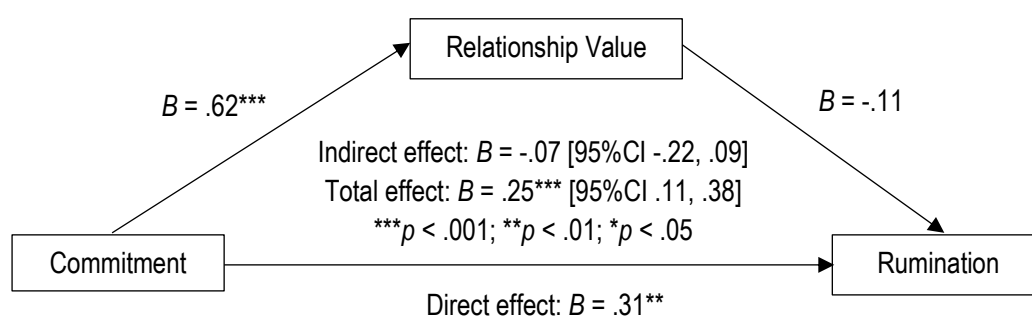 Relationship Value
B = .62***
B = -.11
Indirect effect: B = -.07 [95%CI -.22, .09]
Total effect: B = .25*** [95%CI .11, .38]
***p < .001; **p < .01; *p < .05
Commitment
Rumination
Direct effect: B = .31**